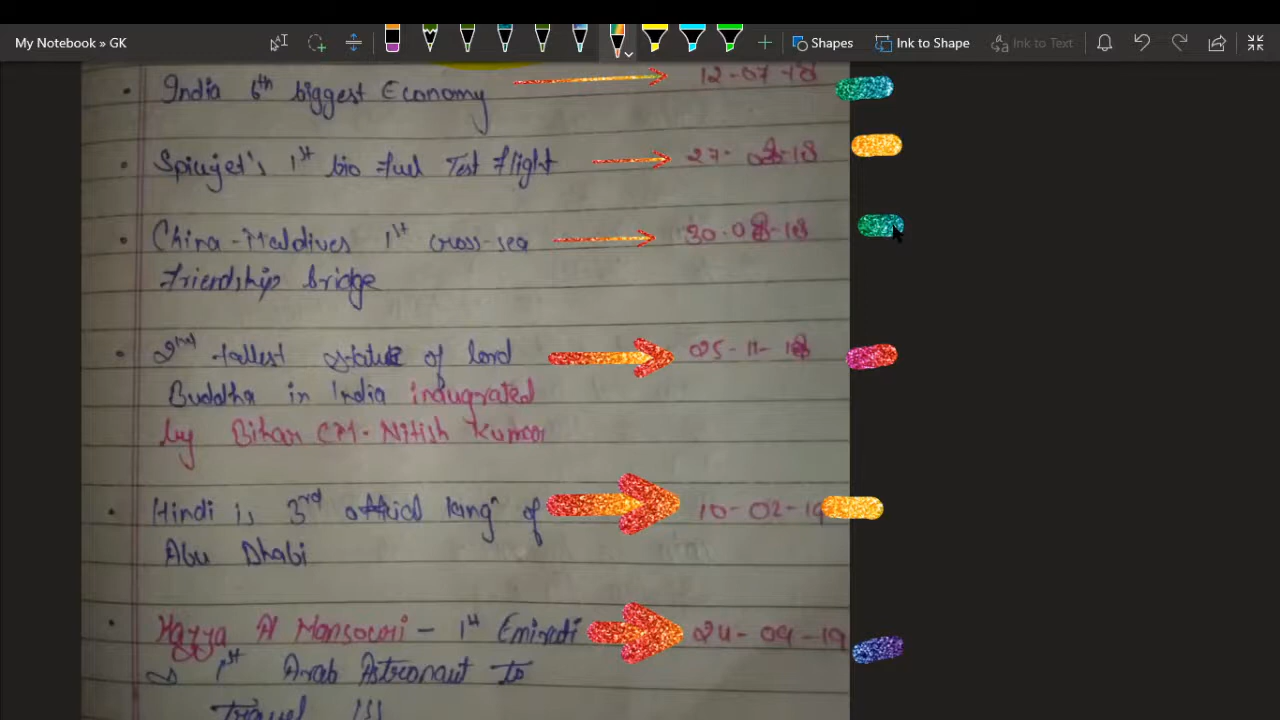 My Notebook » GK
Shapes
Ink to Shape
Ink to Text
• India 6th biggest Economy 12-07-18
• Spicejet's 1st bio fuel Test flight 27-08-18
• China-Maldives 1st cross-sea 30-08-18
friendship bridge
• 2nd tallest statue of lord 25-11-18
Buddha in India inaugrated
by Bihar CM-Nitish Kumar
• Hindi is 3rd official of 10-02-19
Abu Dhabi
• Hazza Al Mansoori - 1st Emirati 24-09-19
→ 1st Arab Astronaut to
Travel ISS